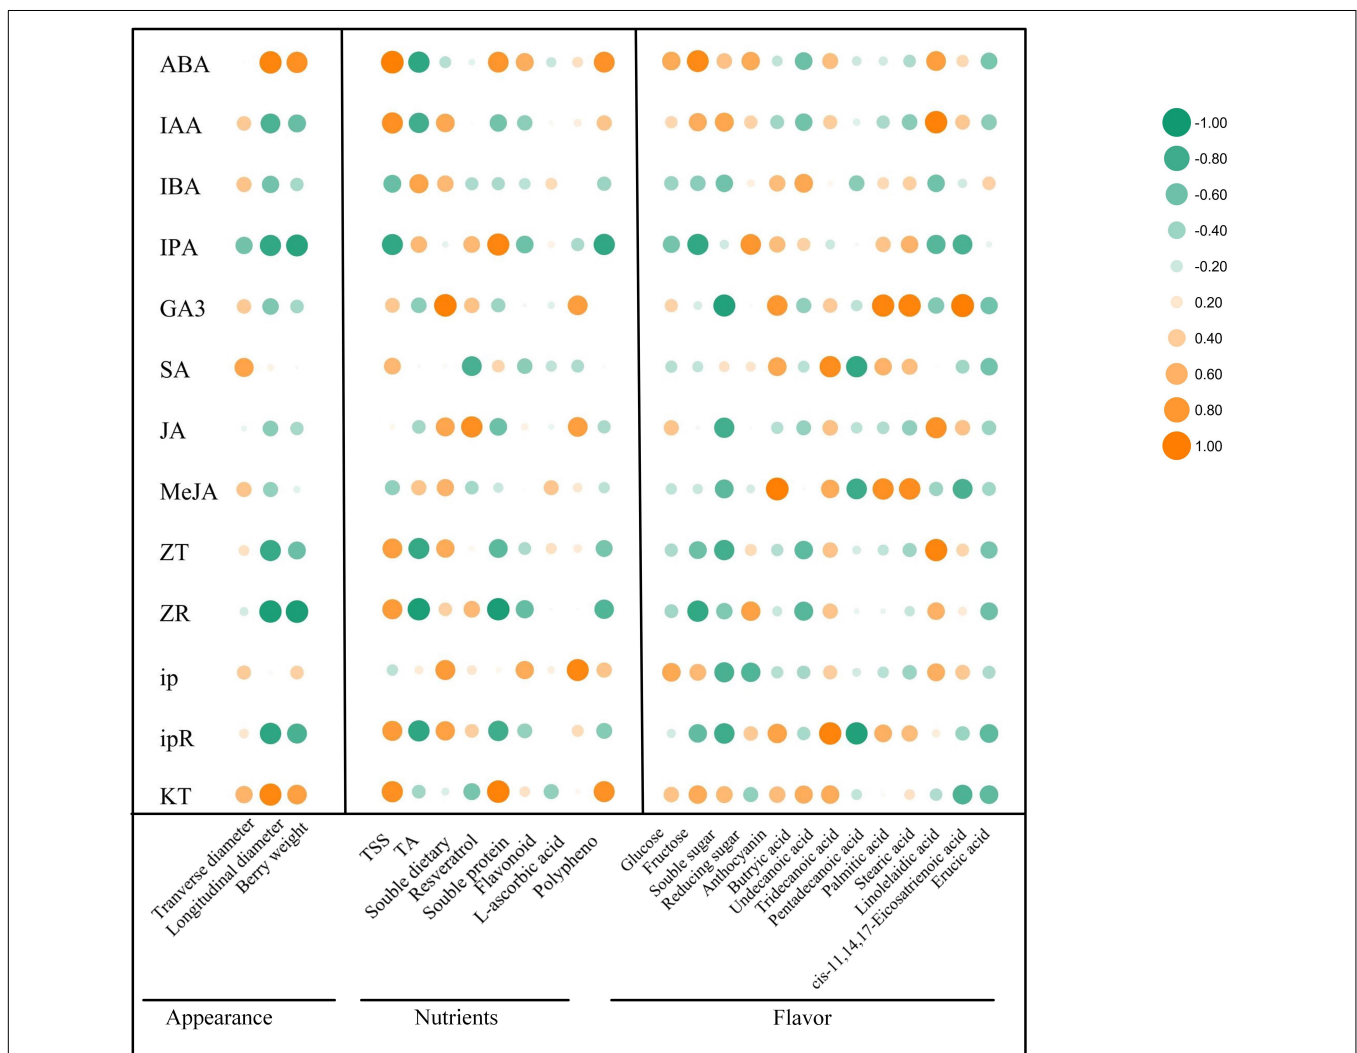 ABA
IAA
IBA
IPA
GA3
SA
JA
MeJA
ZT
ZR
ip
ipR
KT
Tranverse diameter
Longitudinal diameter
Berry weight
TSS
TA
Souble dietary
Resveratrol
Souble protein
Flavonoid
L-ascorbic acid
Polypheno
Glucose
Fructose
Souble sugar
Reducing sugar
Anthocyanin
Butryic acid
Undecanoic acid
Tridecanoic acid
Pentadecanoic acid
Palmitic acid
Stearic acid
Linolelaidic acid
cis-11,14,17-Eicosatrienoic acid
Erucic acid
Appearance
Nutrients
Flavor
-1.00
-0.80
-0.60
-0.40
-0.20
0.20
0.40
0.60
0.80
1.00